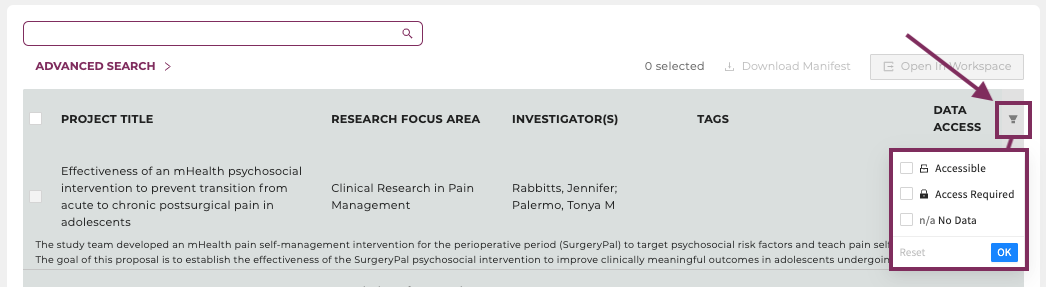 ADVANCED SEARCH
0 selected
Download Manifest
Open In Workspace
PROJECT TITLE
RESEARCH FOCUS AREA
INVESTIGATOR(S)
TAGS
DATA
ACCESS
Effectiveness of an mHealth psychosocial
intervention to prevent transition from
acute to chronic postsurgical pain in
adolescents
Clinical Research in Pain
Management
Rabbitts, Jennifer;
Palermo, Tonya M
Accessible
Access Required
n/a No Data
Reset
OK
The study team developed an mHealth pain self-management intervention for the perioperative period (SurgeryPal) to target psychosocial risk factors and teach pain
The goal of this proposal is to establish the effectiveness of the SurgeryPal psychosocial intervention to improve clinically meaningful outcomes in adolescents